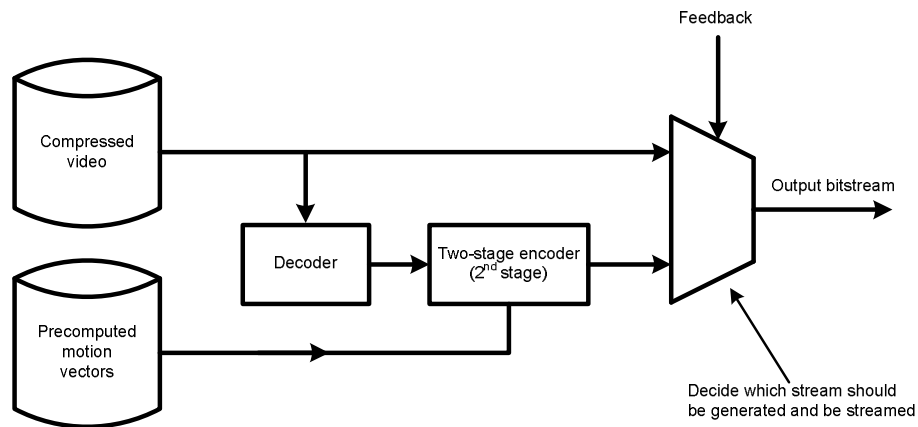 Feedback
Compressed
video
Output bitstream
Decoder
Two-stage encoder
(2nd stage)
Precomputed
motion
vectors
Decide which stream should
be generated and be streamed